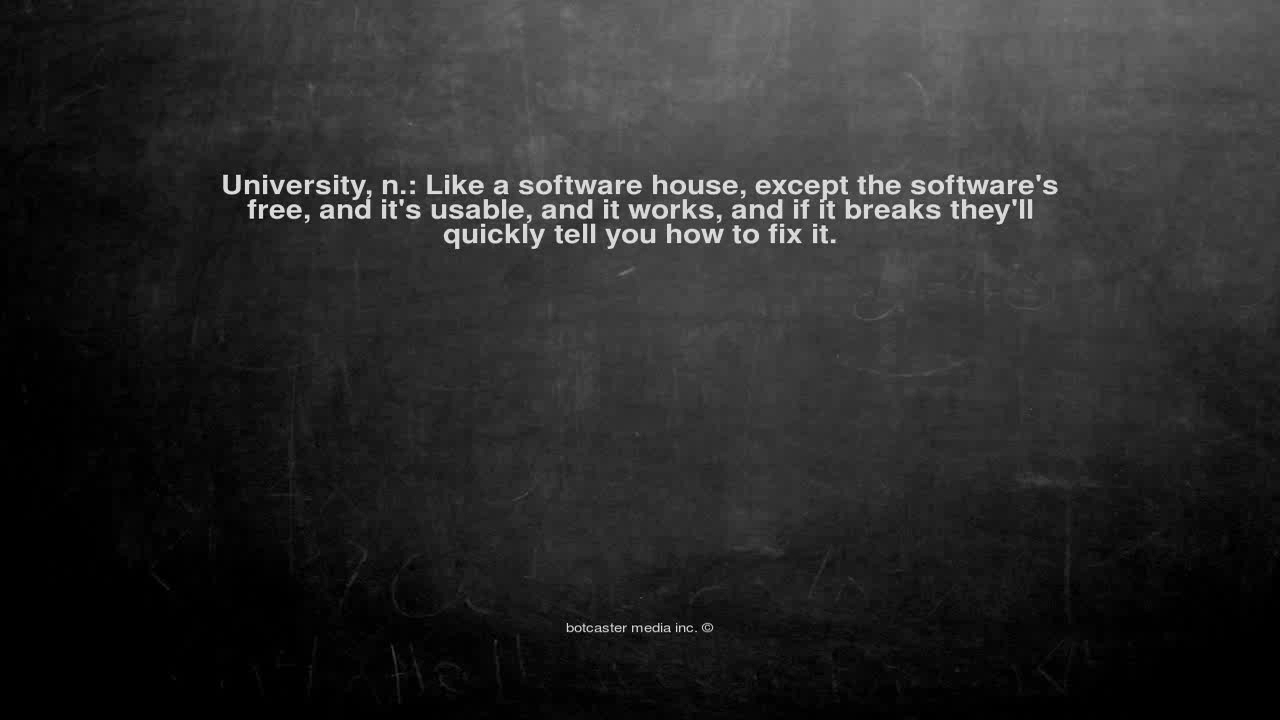 University, n.: Like a software house, except the software's
free, and it's usable, and it works, and if it breaks they'll
quickly tell you how to fix it.
botcaster media inc. ©